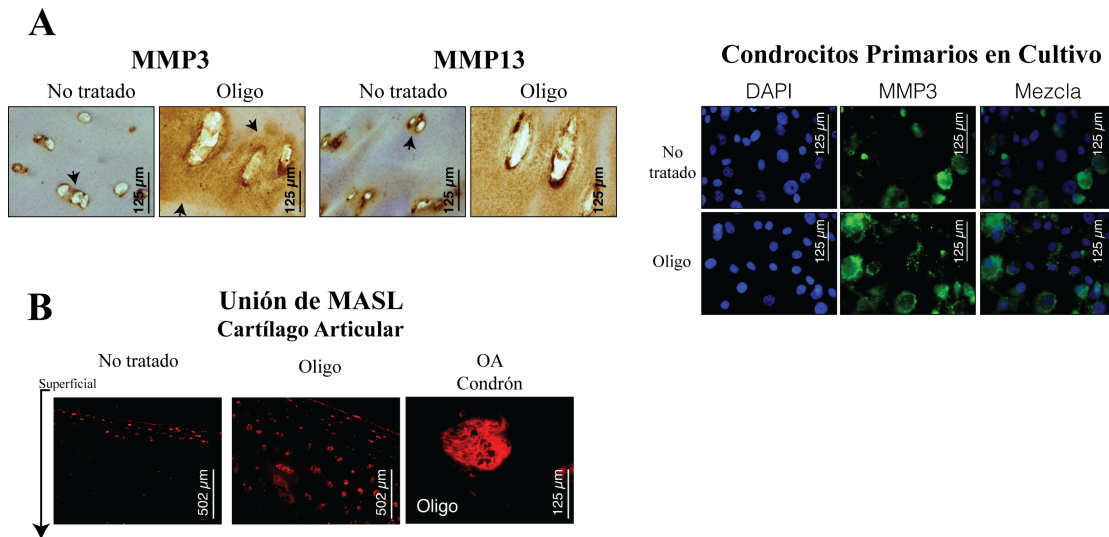 A
MMP3
MMP13
No tratado
Oligo
No tratado
Oligo
125 µm
125 µm
125 µm
125 µm
Condrocitos Primarios en Cultivo
DAPI
MMP3
Mezcla
No
tratado
125 µm
125 µm
125 µm
Oligo
125 µm
125 µm
125 µm
B
Unión de MASL
Cartílago Articular
No tratado
Oligo
OA
Condrón
Superficial
502 µm
502 µm
Oligo
125 µm